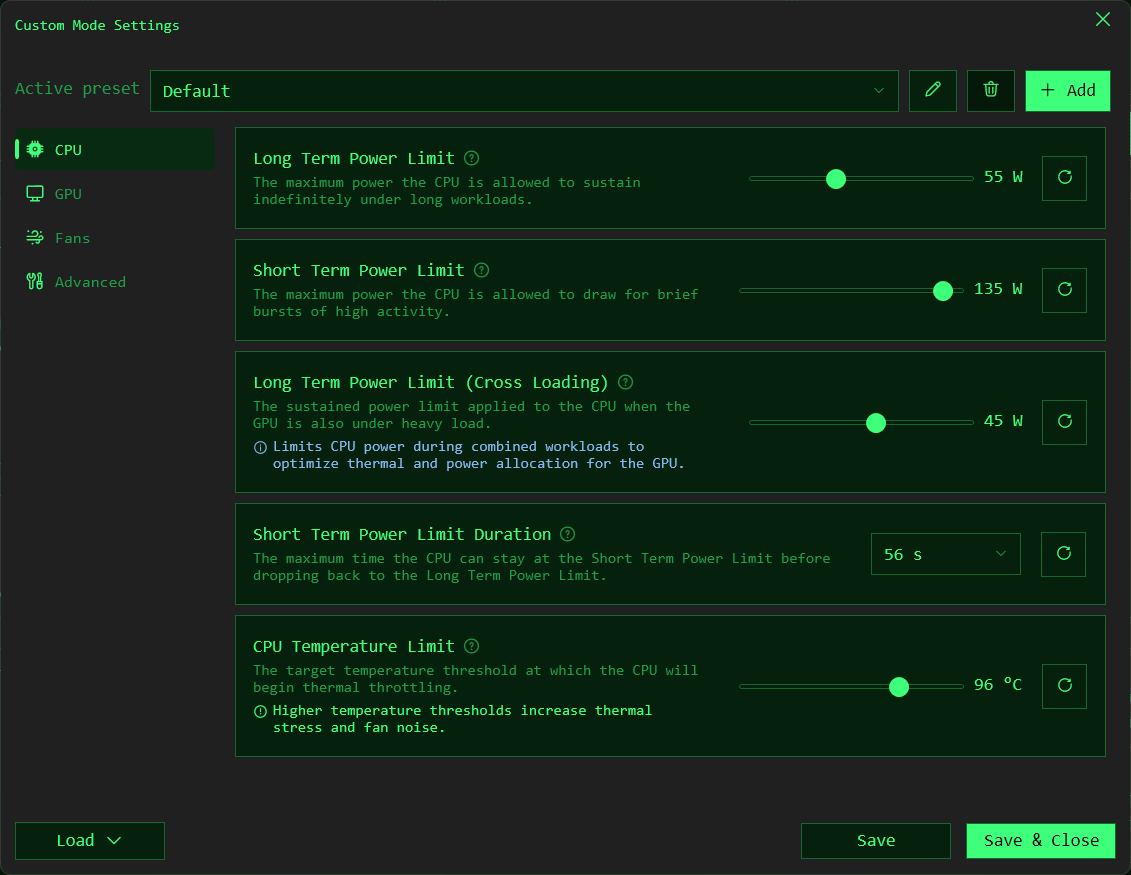 Custom Mode Settings
Active preset
Default
Add
CPU
GPU
Fans
Advanced
Long Term Power Limit
The maximum power the CPU is allowed to sustain
indefinitely under long workloads.
55 W
Short Term Power Limit
The maximum power the CPU is allowed to draw for brief
bursts of high activity.
135 W
Long Term Power Limit (Cross Loading)
The sustained power limit applied to the CPU when the
GPU is also under heavy load.
Limits CPU power during combined workloads to
optimize thermal and power allocation for the GPU.
45 W
Short Term Power Limit Duration
The maximum time the CPU can stay at the Short Term Power Limit before
dropping back to the Long Term Power Limit.
56 s
CPU Temperature Limit
The target temperature threshold at which the CPU will
begin thermal throttling.
Higher temperature thresholds increase thermal
stress and fan noise.
96 °C
Load
Save
Save & Close